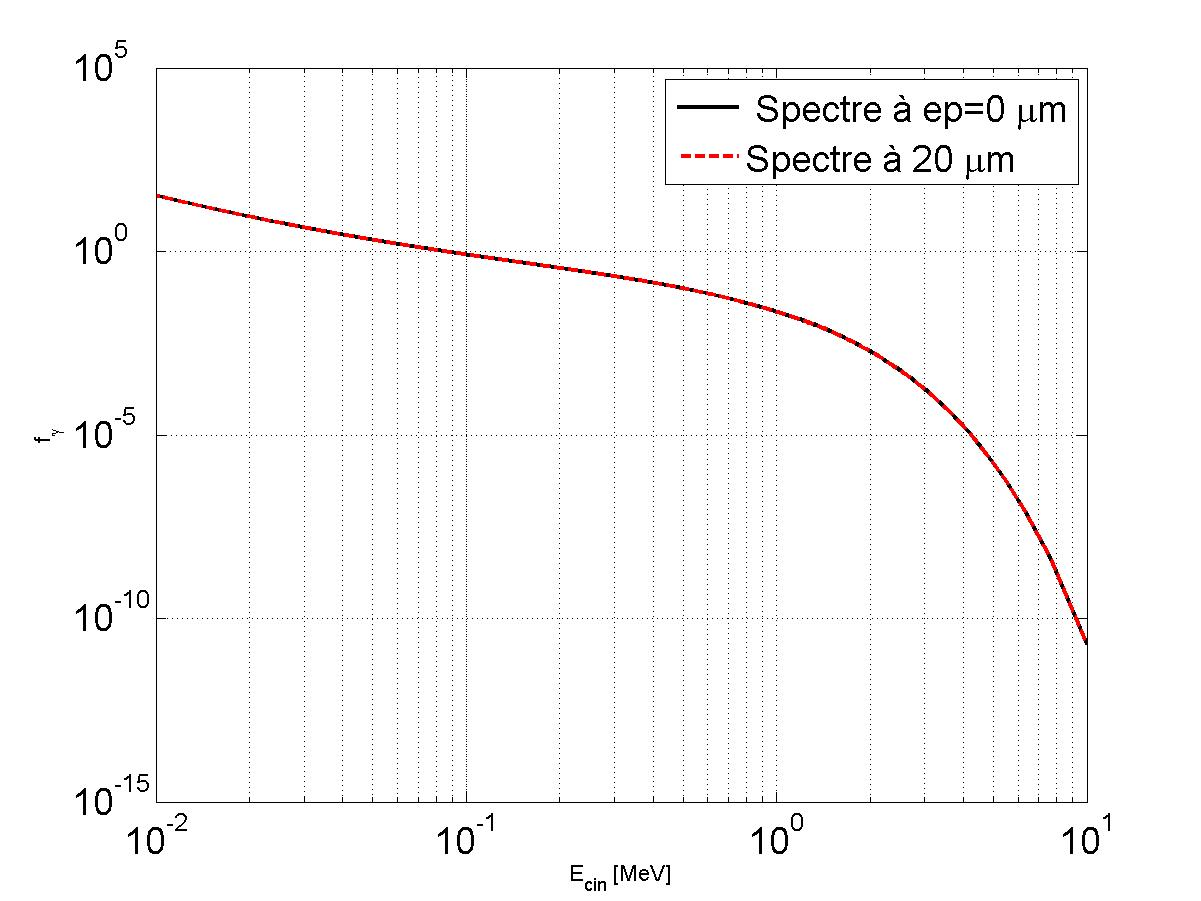 10^5
10^0
10^-5
10^-10
10^-15
f_γ
Spectre à ep=0 μm
Spectre à 20 μm
10^-2 10^-1 10^0 10^1
E_cin [MeV]